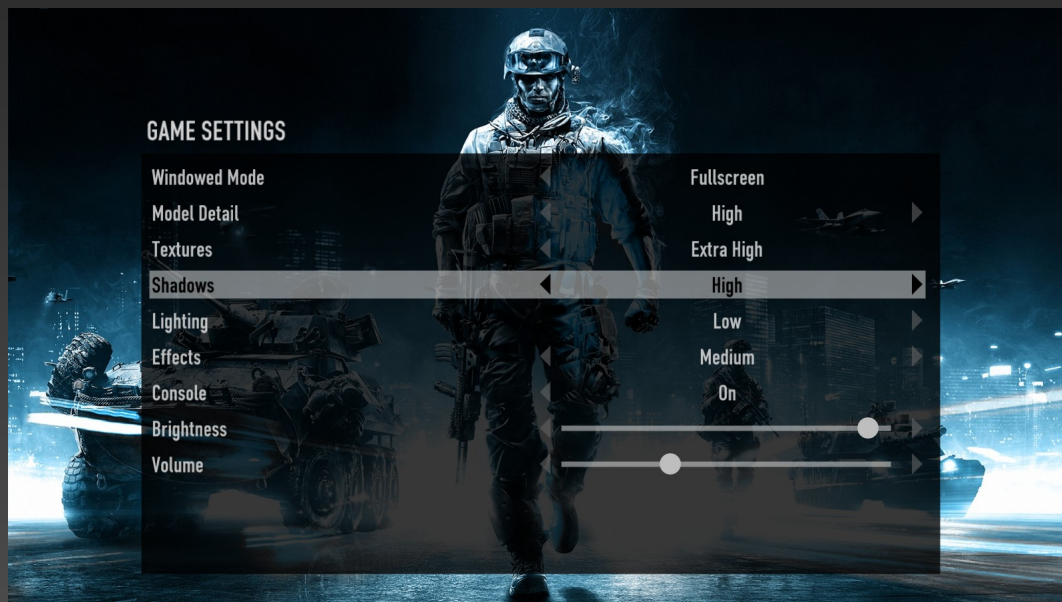 GAME SETTINGS
Windowed Mode Fullscreen
Model Detail High
Textures Extra High
Shadows High
Lighting Low
Effects Medium
Console On
Brightness
Volume